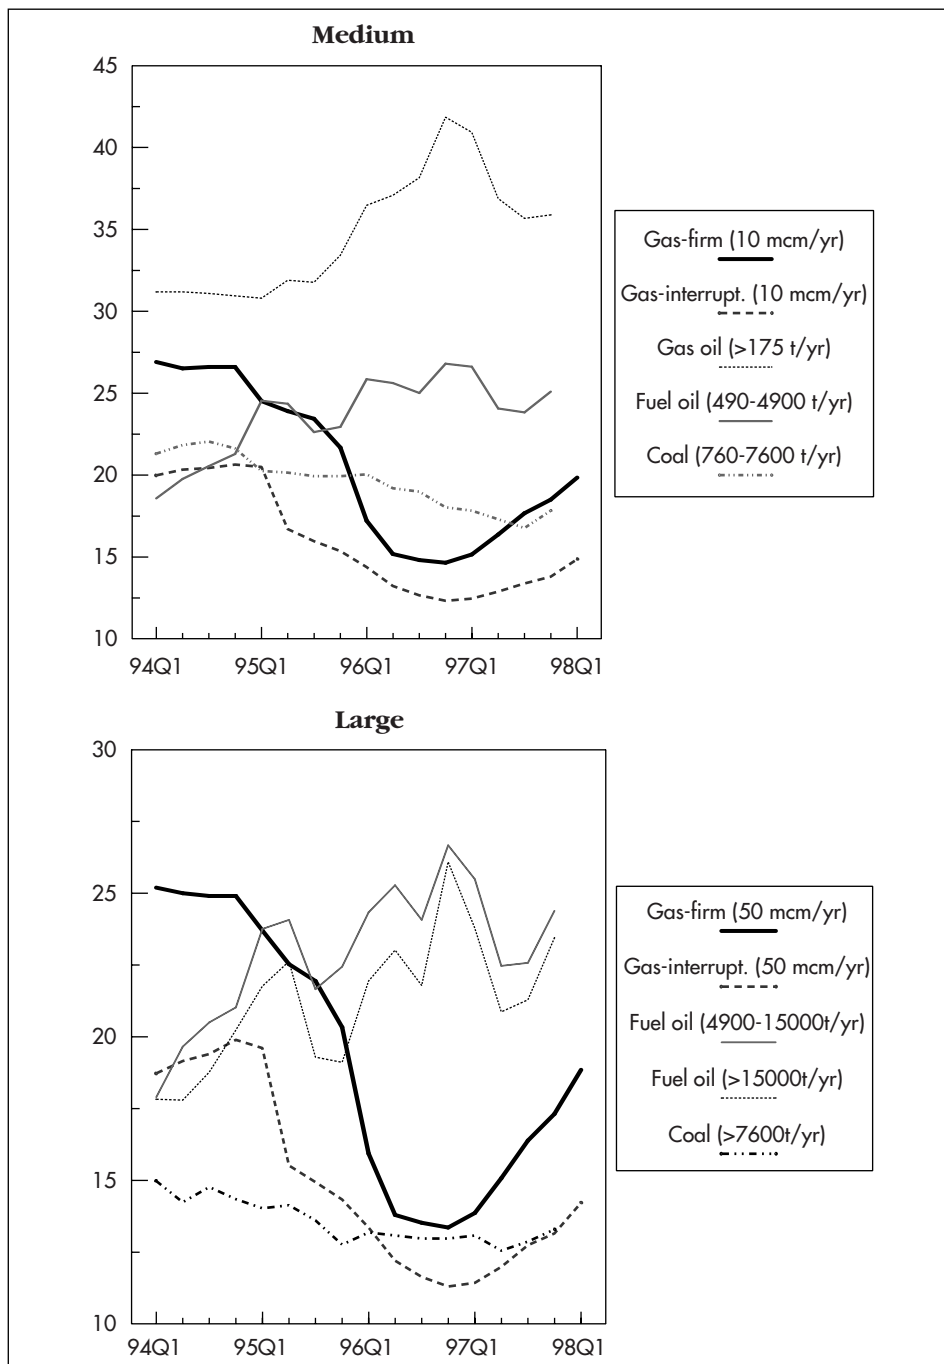 Medium
45
40
35
30
25
20
15
10
94Q1 95Q1 96Q1 97Q1 98Q1
Gas-firm (10 mcm/yr)
Gas-interrupt. (10 mcm/yr)
Gas oil (>175 t/yr)
Fuel oil (490-4900 t/yr)
Coal (760-7600 t/yr)
Large
30
25
20
15
10
94Q1 95Q1 96Q1 97Q1 98Q1
Gas-firm (50 mcm/yr)
Gas-interrupt. (50 mcm/yr)
Fuel oil (4900-15000t/yr)
Fuel oil (>15000t/yr)
Coal (>7600t/yr)